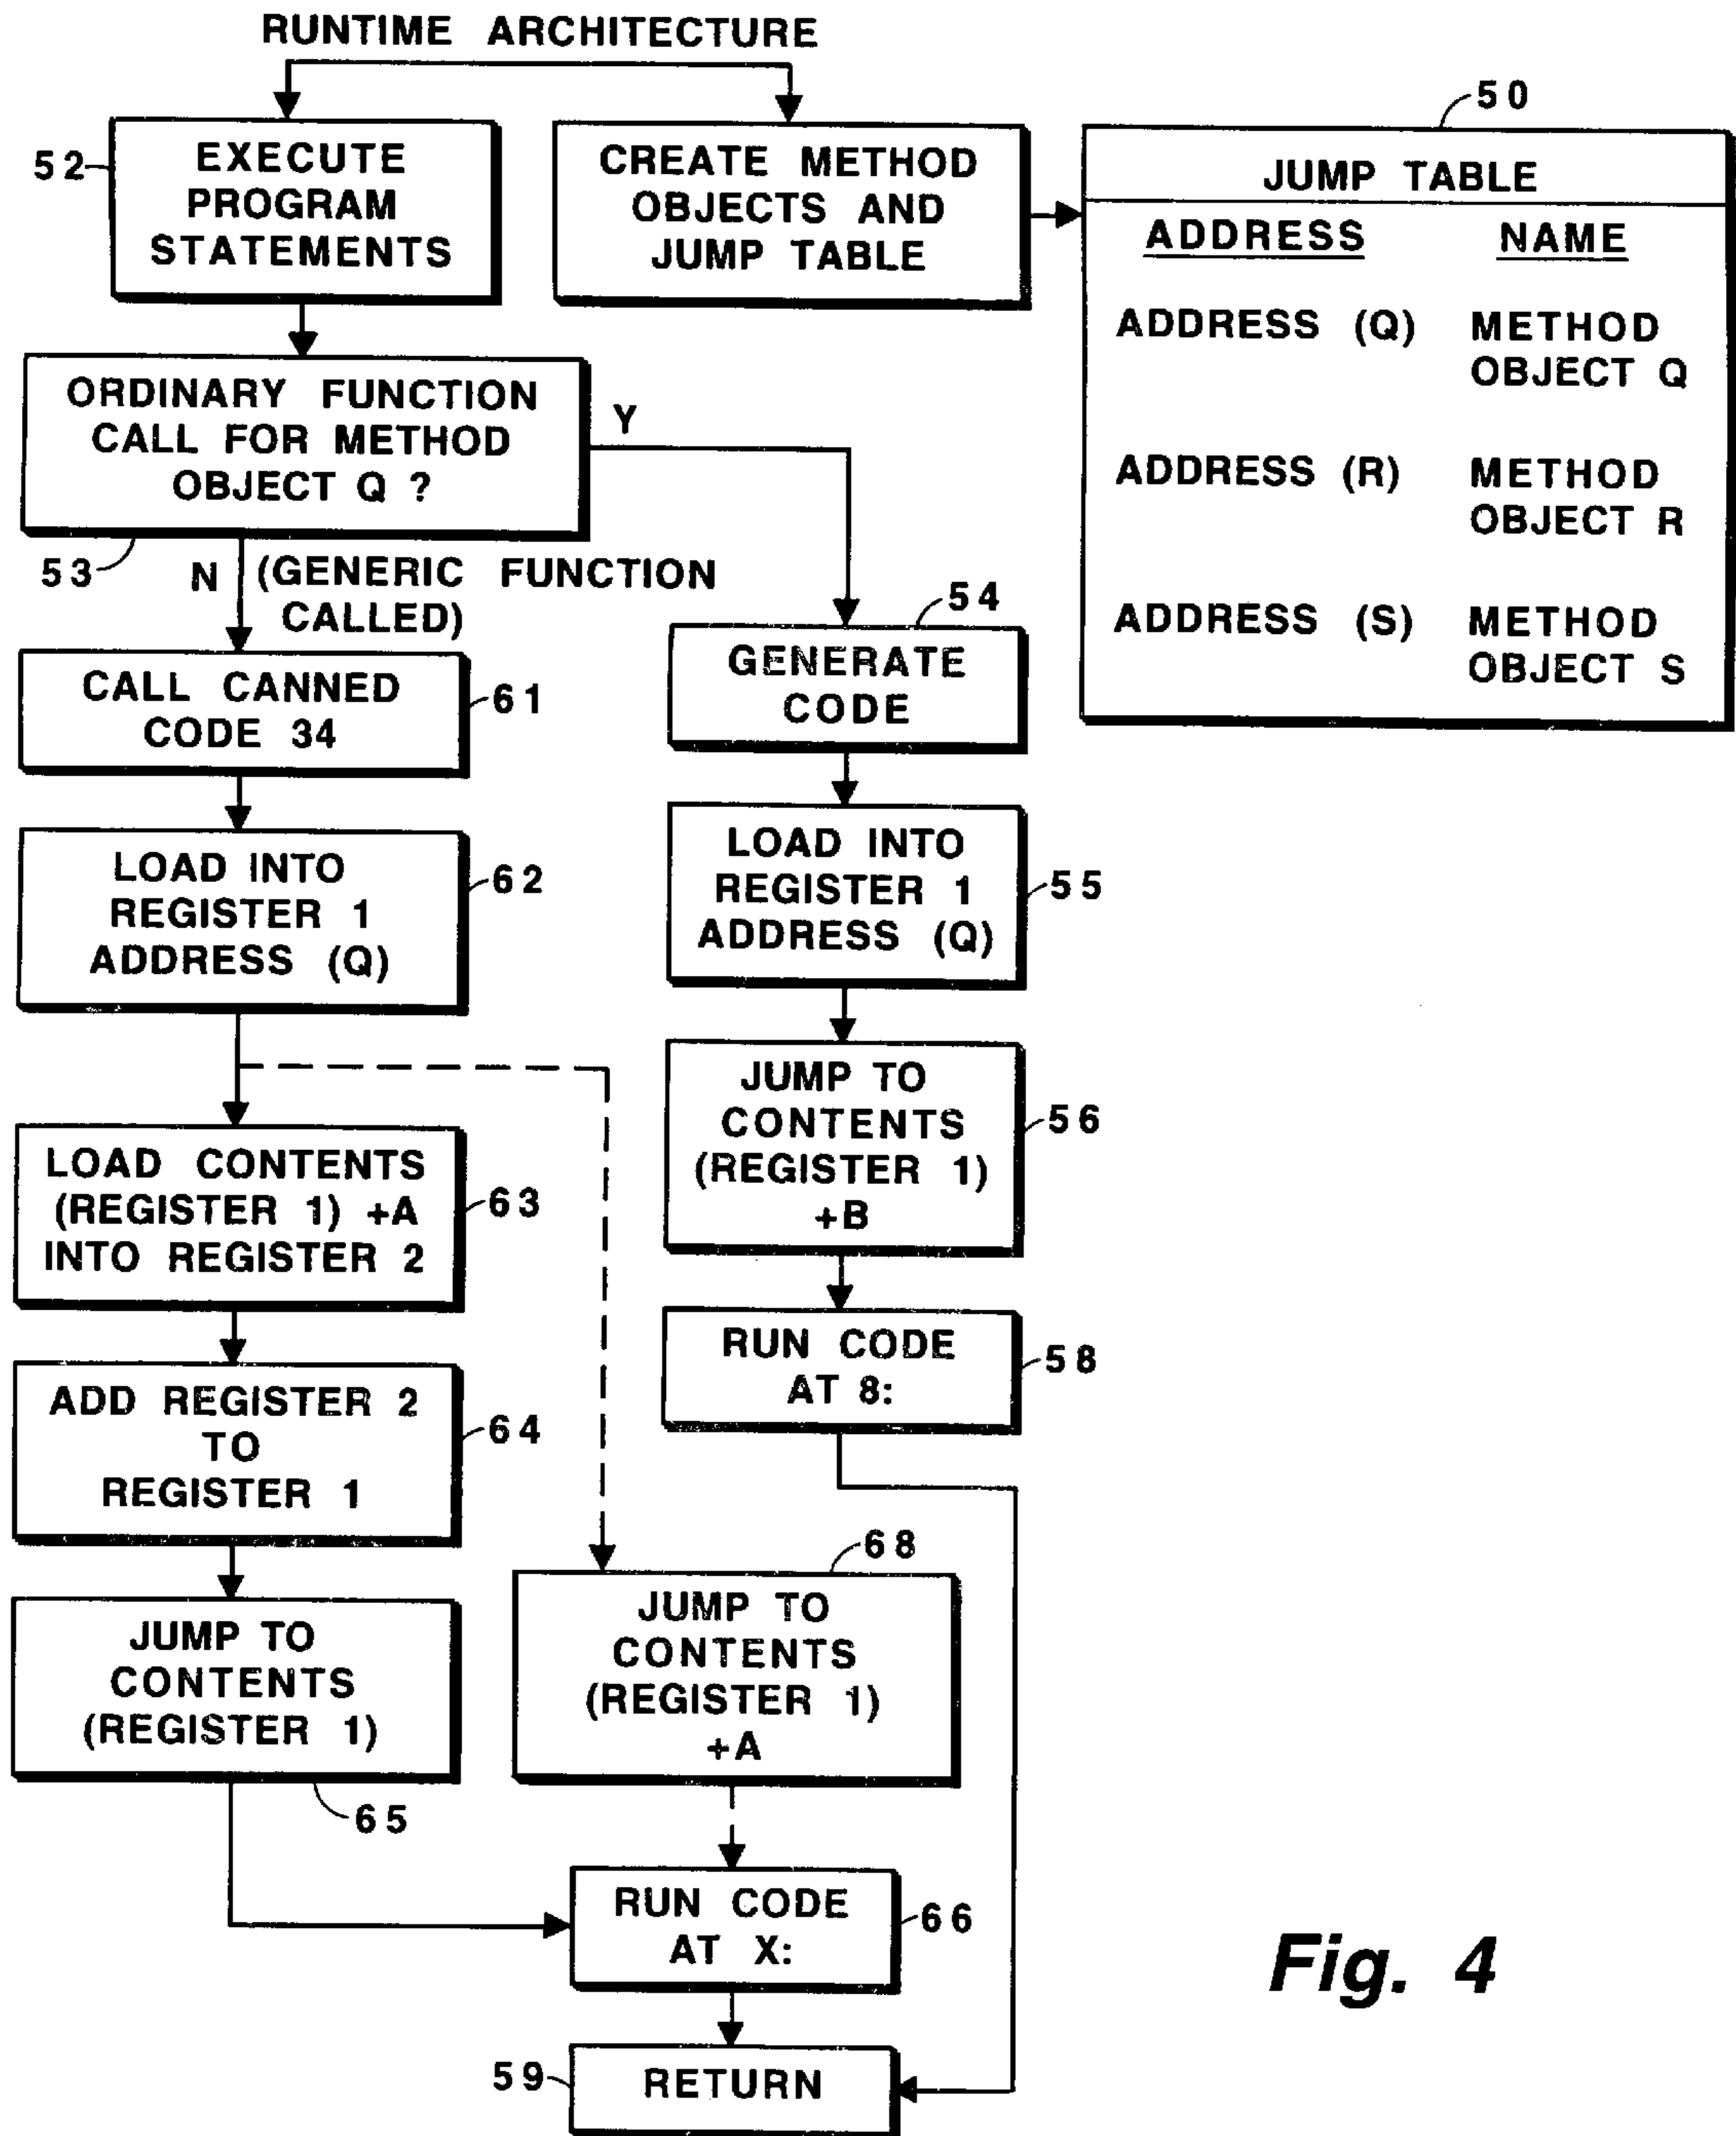 RUNTIME ARCHITECTURE
52
EXECUTE
PROGRAM
STATEMENTS
CREATE METHOD
OBJECTS AND
JUMP TABLE
50
JUMP TABLE
ADDRESS NAME
ADDRESS (Q) METHOD
OBJECT Q
ADDRESS (R) METHOD
OBJECT R
ADDRESS (S) METHOD
OBJECT S
ORDINARY FUNCTION
CALL FOR METHOD
OBJECT Q ?
Y
53
N (GENERIC FUNCTION
CALLED)
54
GENERATE
CODE
CALL CANNED
CODE 34
61
LOAD INTO
REGISTER 1
ADDRESS (Q)
62
LOAD INTO
REGISTER 1
ADDRESS (Q)
55
JUMP TO
CONTENTS
(REGISTER 1)
+B
56
LOAD CONTENTS
(REGISTER 1) +A
INTO REGISTER 2
63
RUN CODE
AT 8:
58
ADD REGISTER 2
TO
REGISTER 1
64
68
JUMP TO
CONTENTS
(REGISTER 1)
65
JUMP TO
CONTENTS
(REGISTER 1)
+A
RUN CODE
AT X:
66
59
RETURN
Fig. 4